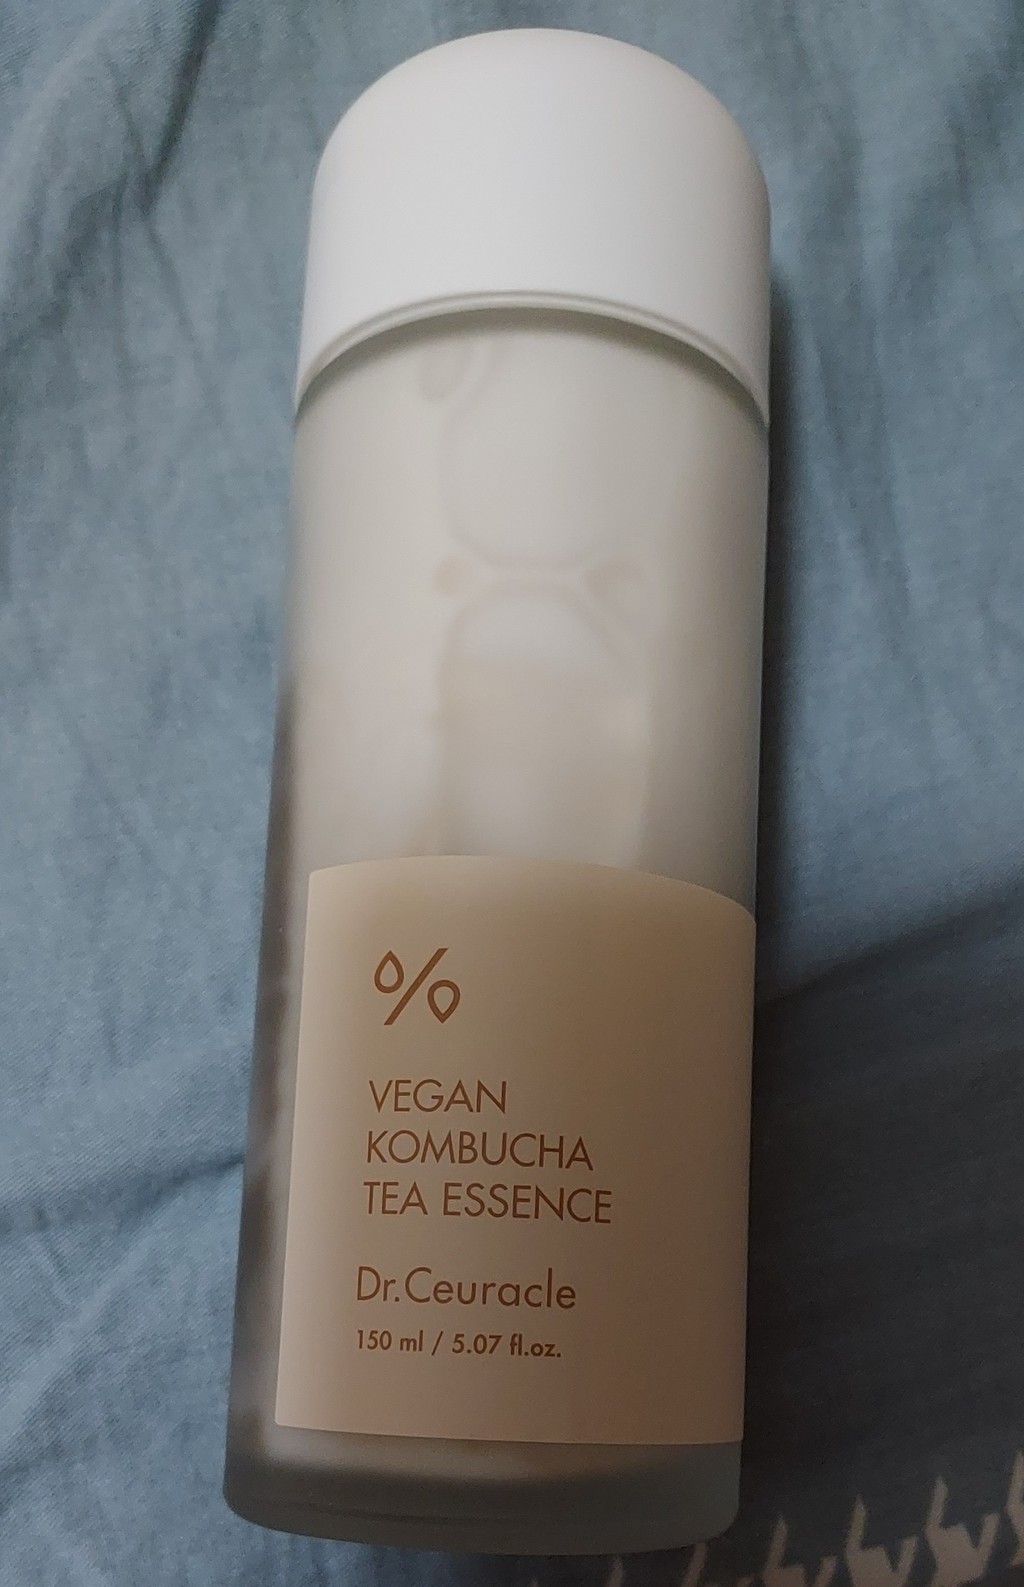 %
VEGAN
KOMBUCHA
TEA ESSENCE
Dr.Ceuracle
150 ml / 5.07 fl.oz.